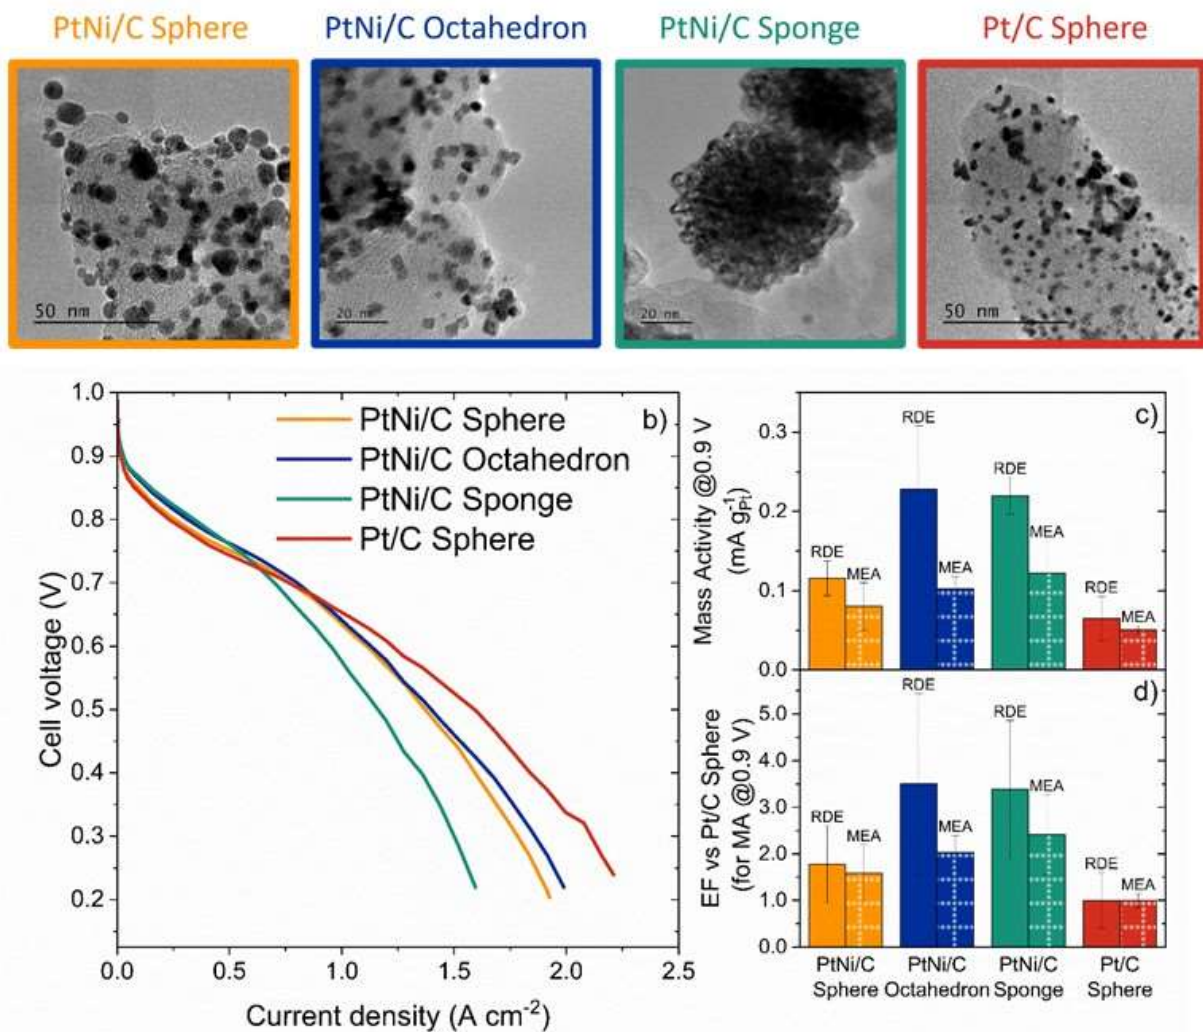 PtNi/C Sphere
PtNi/C Octahedron
PtNi/C Sponge
Pt/C Sphere
50 nm
20 nm
20 nm
50 nm
b)
PtNi/C Sphere
PtNi/C Octahedron
PtNi/C Sponge
Pt/C Sphere
Cell voltage (V)
1.0
0.9
0.8
0.7
0.6
0.5
0.4
0.3
0.2
0.0 0.5 1.0 1.5 2.0 2.5
Current density (A cm⁻²)
c)
Mass Activity @0.9 V
(mA g⁻¹Pt)
0.3
0.2
0.1
0.0
RDE
MEA
RDE
MEA
RDE
MEA
RDE
MEA
d)
EF vs Pt/C Sphere
(for MA @0.9 V)
5.0
4.0
3.0
2.0
1.0
0.0
RDE
MEA
RDE
MEA
RDE
MEA
RDE
MEA
PtNi/C PtNi/C PtNi/C Pt/C
Sphere Octahedron Sponge Sphere